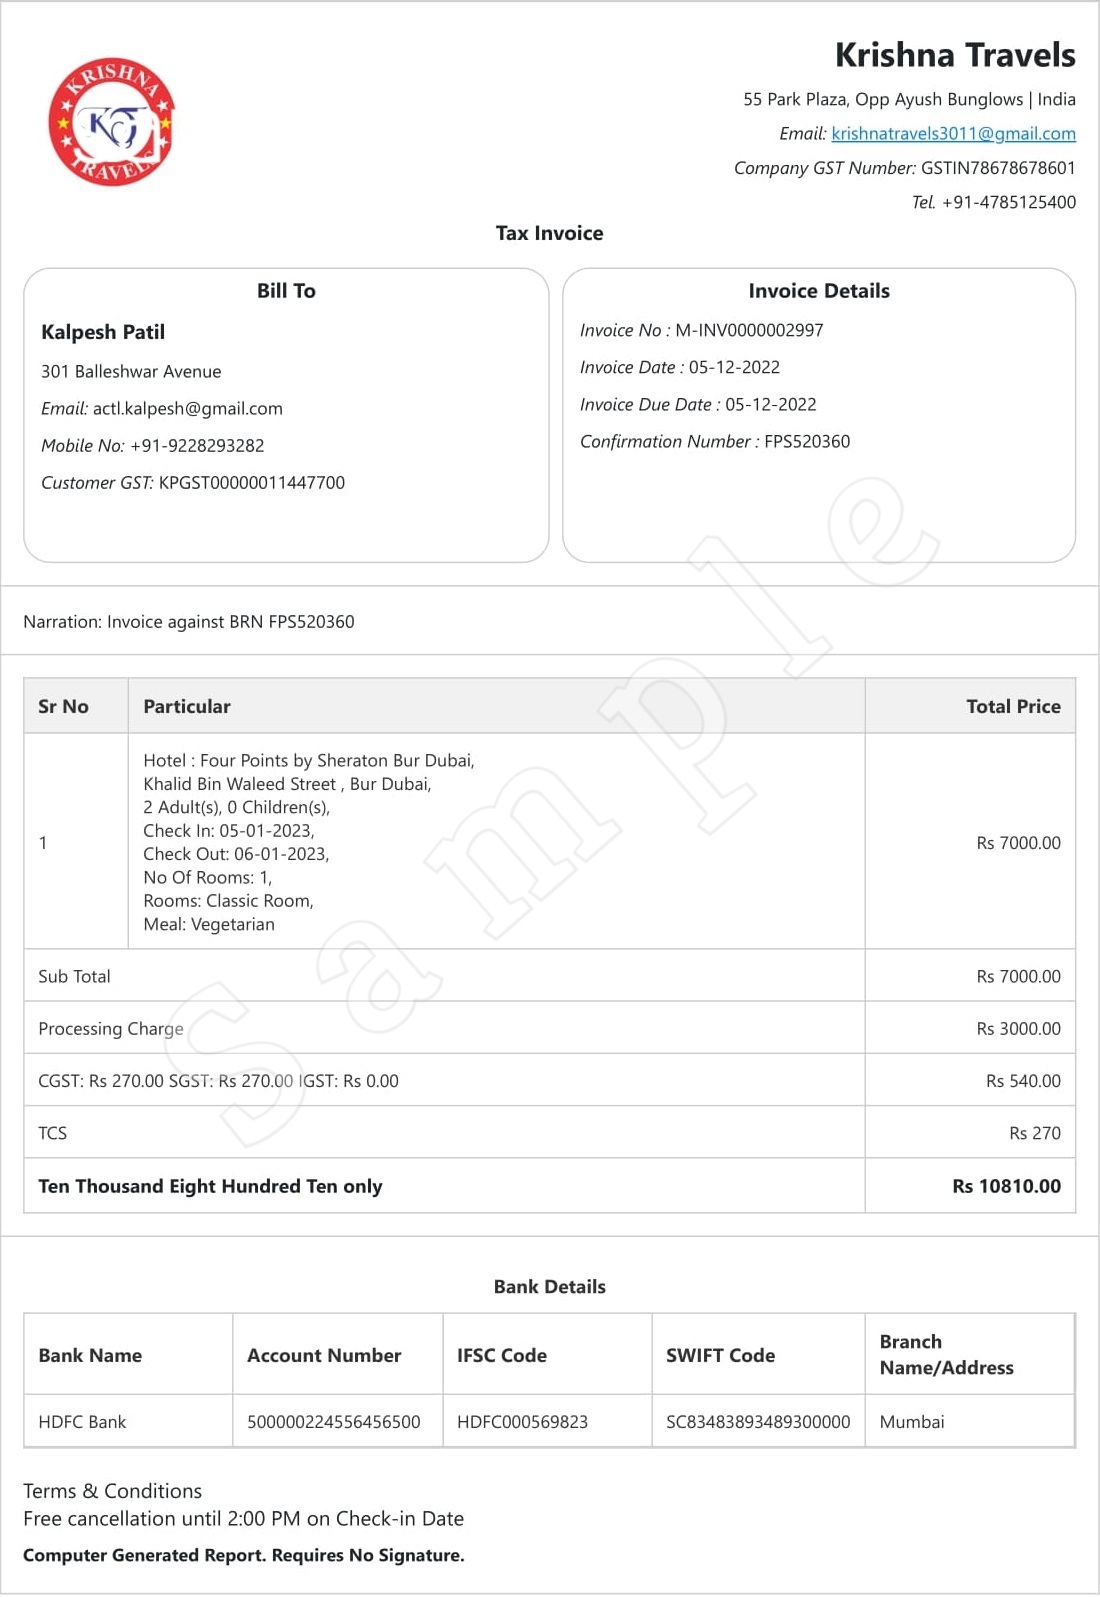 KRISHNA
KT
TRAVELS
Krishna Travels
55 Park Plaza, Opp Ayush Bunglows | India
Email: krishnatravels3011@gmail.com
Company GST Number: GSTIN78678678601
Tel. +91-4785125400
Tax Invoice
Bill To
Kalpesh Patil
301 Balleshwar Avenue
Email: actl.kalpesh@gmail.com
Mobile No: +91-9228293282
Customer GST: KPGST00000011447700
Invoice Details
Invoice No : M-INV0000002997
Invoice Date : 05-12-2022
Invoice Due Date : 05-12-2022
Confirmation Number : FPS520360
Narration: Invoice against BRN FPS520360
Sr No Particular Total Price
Hotel : Four Points by Sheraton Bur Dubai,
Khalid Bin Waleed Street , Bur Dubai,
2 Adult(s), 0 Children(s),
Check In: 05-01-2023,
1 Rs 7000.00
Check Out: 06-01-2023,
No Of Rooms: 1,
Rooms: Classic Room,
Meal: Vegetarian
Sub Total Rs 7000.00
Processing Charge Rs 3000.00
CGST: Rs 270.00 SGST: Rs 270.00 IGST: Rs 0.00 Rs 540.00
TCS Rs 270
Ten Thousand Eight Hundred Ten only Rs 10810.00
Sample
Bank Details
Bank Name Account Number IFSC Code SWIFT Code Branch Name/Address
HDFC Bank 500000224556456500 HDFC000569823 SC83483893489300000 Mumbai
Terms & Conditions
Free cancellation until 2:00 PM on Check-in Date
Computer Generated Report. Requires No Signature.